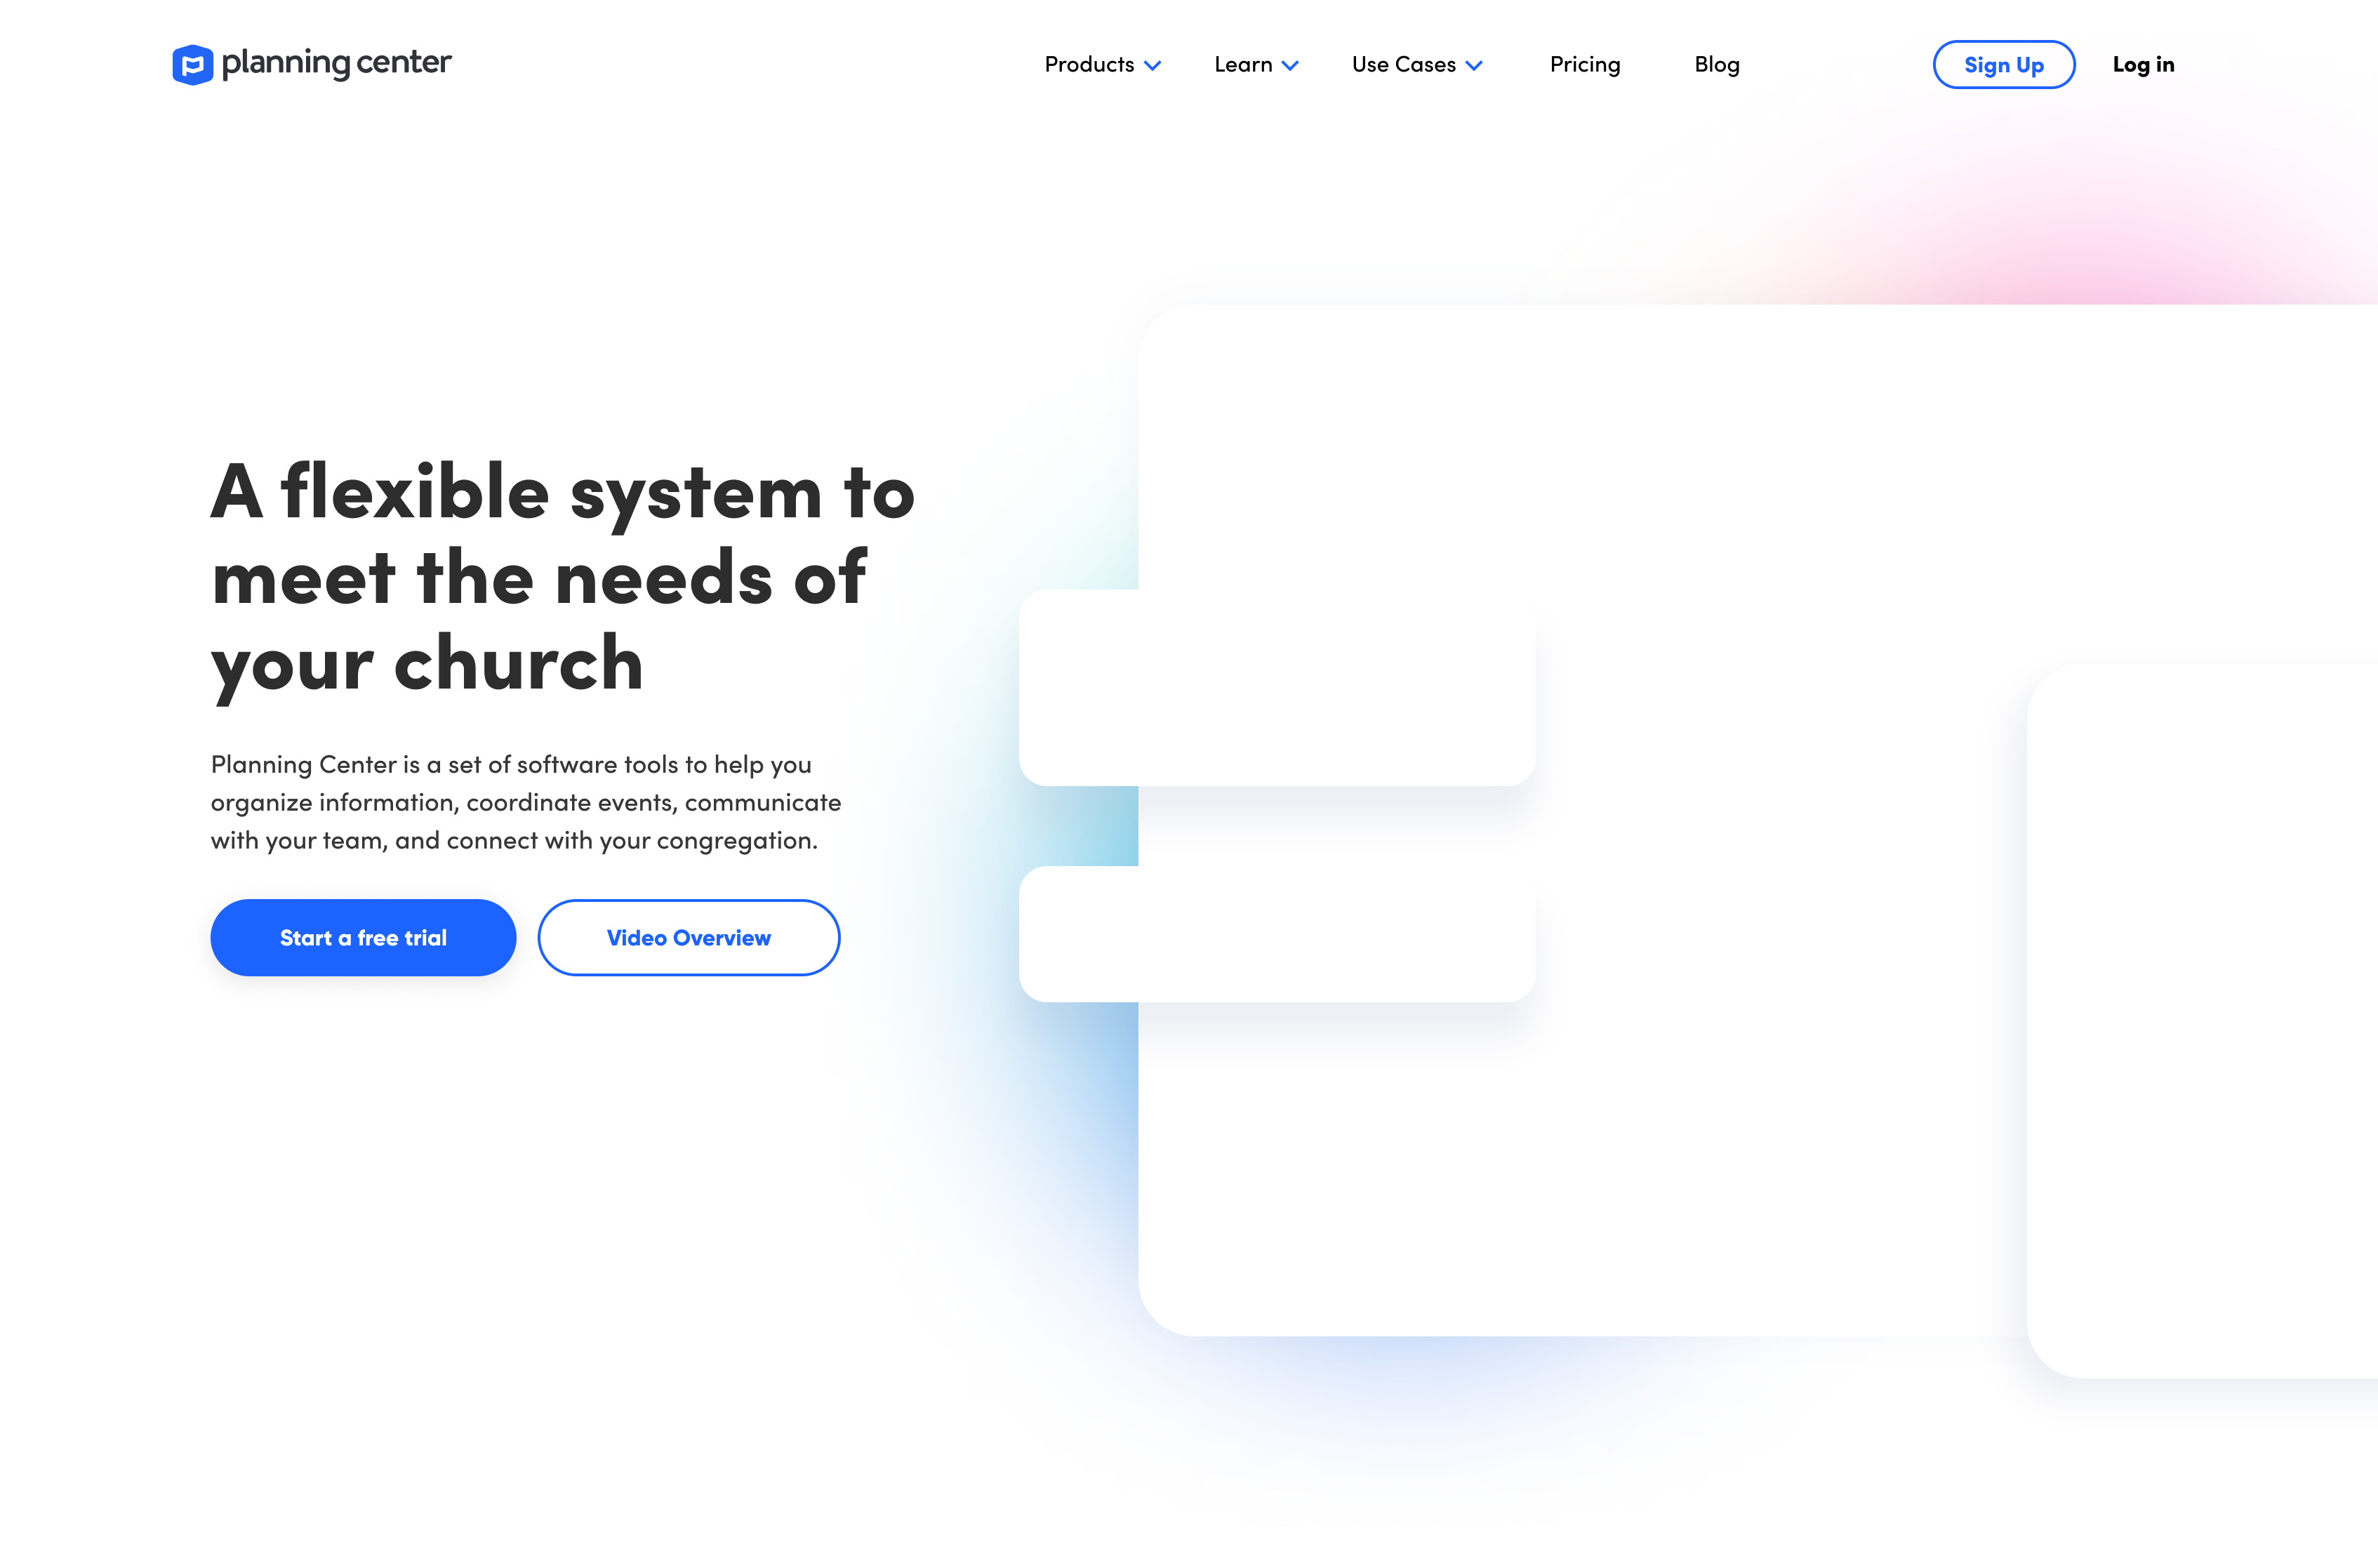 planning center
Products
Learn
Use Cases
Pricing
Blog
Sign Up
Log in
A flexible system to
meet the needs of
your church
Planning Center is a set of software tools to help you
organize information, coordinate events, communicate
with your team, and connect with your congregation.
Start a free trial
Video Overview